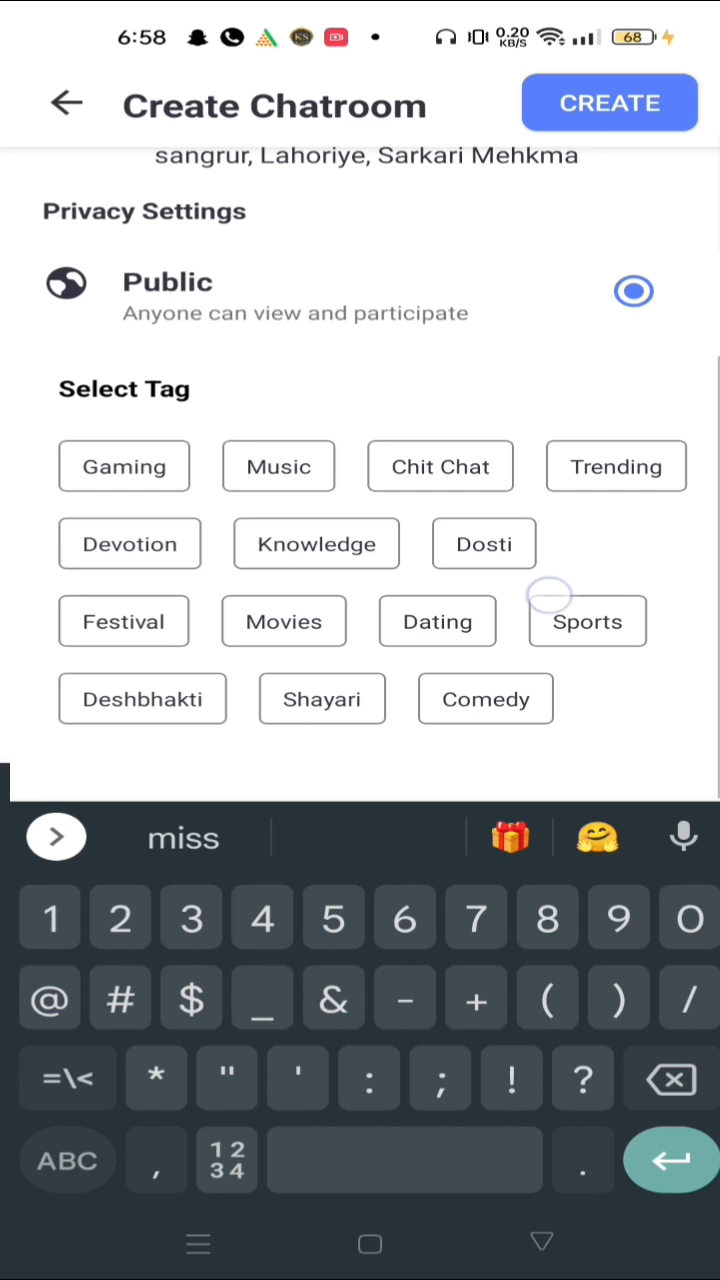 6:58 KS 0.20 KB/S 68
Create Chatroom CREATE
sangrur, Lahoriye, Sarkari Mehkma
Privacy Settings
Public
Anyone can view and participate
Select Tag
Gaming Music Chit Chat Trending
Devotion Knowledge Dosti
Festival Movies Dating Sports
Deshbhakti Shayari Comedy
miss
1 2 3 4 5 6 7 8 9 0
@ # $ _ & - + ( ) /
=\< * " ' : ; ! ?
ABC , 12 34 .